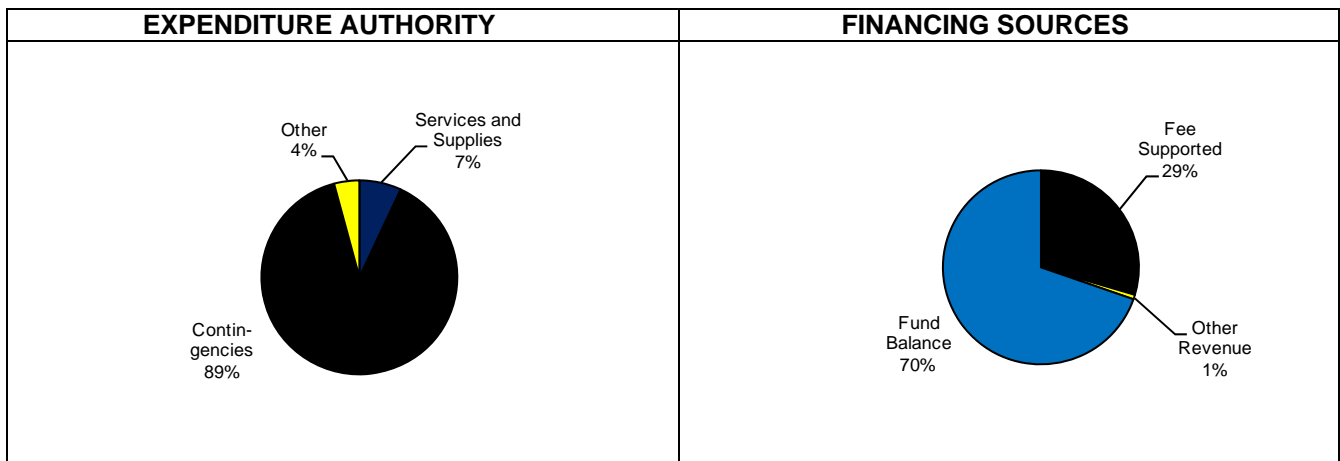 EXPENDITURE AUTHORITY
Other
4%
Services and
Supplies
7%
Contin-
gencies
89%
FINANCING SOURCES
Fee
Supported
29%
Fund
Balance
70%
Other
Revenue
1%